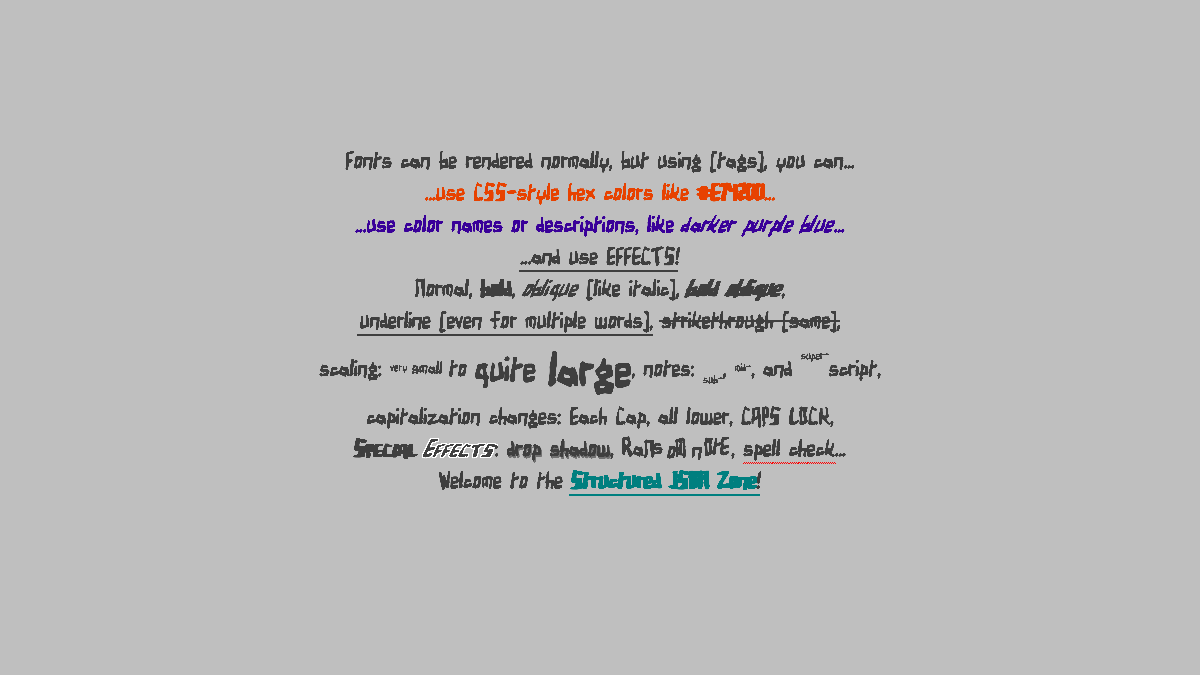 Fonts can be rendered normally, but using [tags], you can...
...use CSS-style hex colors like #E74200...
...use color names or descriptions, like darker purple blue...
...and use EFFECTS!
Normal, bold, oblique [like italic], bold oblique,
underline [even for multiple words], strikethrough [same],
scaling: very small to quite large, notes: sub-, mid-, and super- script,
capitalization changes: Each Cap, all lower, CAPS LOCK,
Special Effects: drop shadow, RaNsOm nOtE, spell check...
Welcome to the Structured JSON Zone!